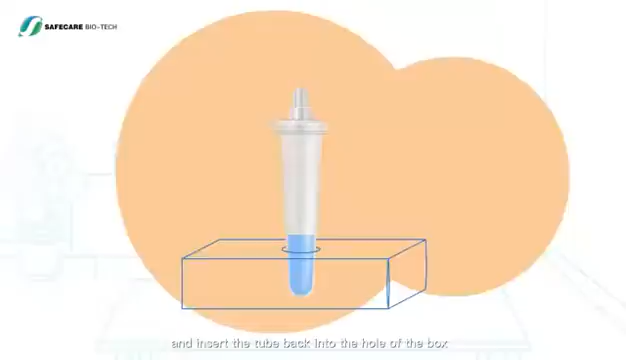 SAFECARE BIO-TECH
and insert the tube back into the hole of the box